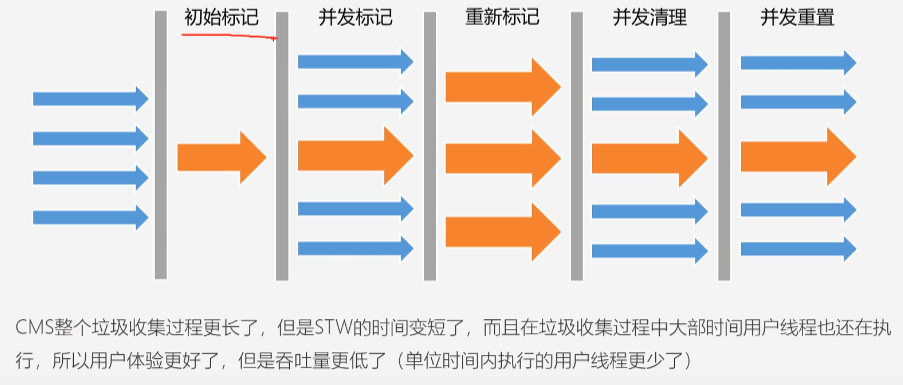 初始标记 并发标记 重新标记 并发清理 并发重置
CMS整个垃圾收集过程更长了，但是STW的时间变短了，而且在垃圾收集过程中大部时间用户线程也还在执
行，所以用户体验更好了，但是吞吐量更低了（单位时间内执行的用户线程更少了）